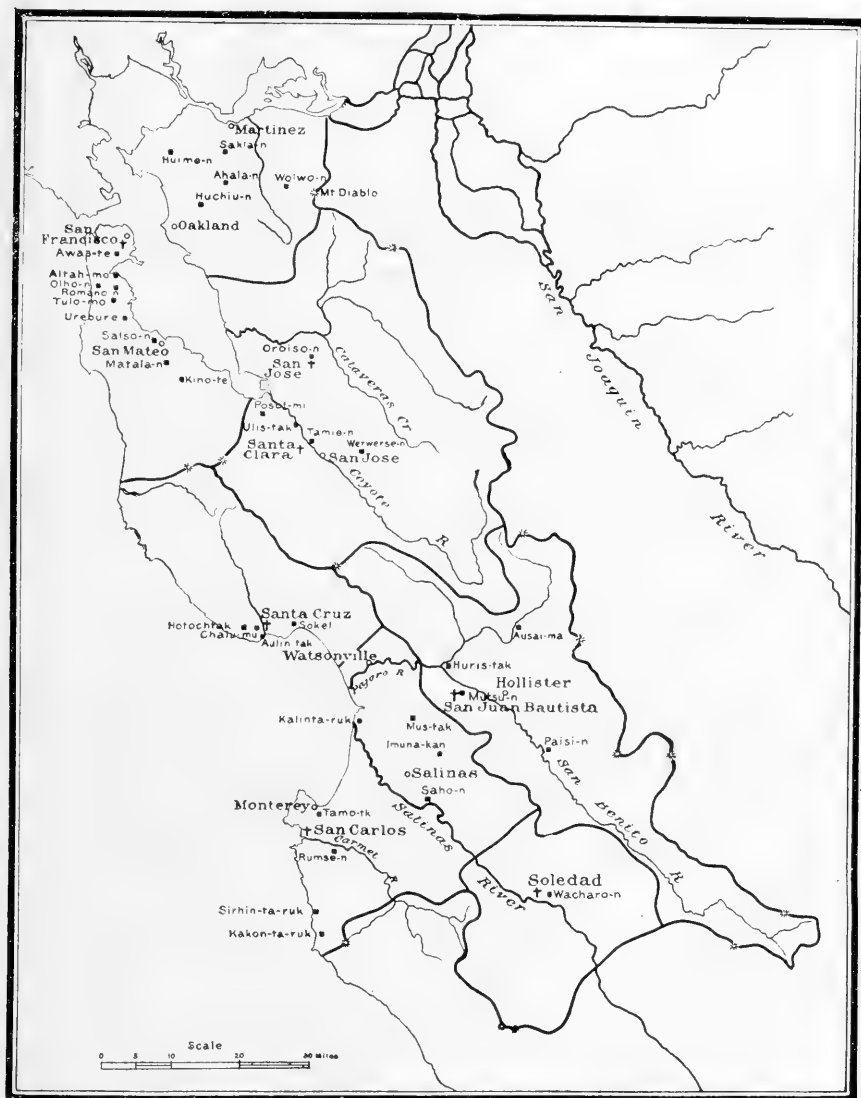 Martinez
Sakla-n
Huimo-n
Ahala-n
Wolwo-n
Mt Diablo
Huchiu-n
Oakland
San
Francisco
Awas-te
Altah-mo
Olho-n
Romano n
Tulo-mo
Urebure
Salso-n
San Mateo
Matala-n
Kino-te
Oroiso-n
San
Jose
Calaveras Cr
Posol-mi
Ulis-tak
Tamie-n
Werwerse-n
Santa
Clara
San Jose
Coyote
R
San
Joaquin
River
Santa Cruz
Sokel
Hotochtak
Chalu-mu
Aulin-tak
Watsonville
Pajoro R
Ausai-ma
Huris-tak
Hollister
Mutsu-n
San Juan Bautista
Kalinta-ruk
Mus-tak
Imuna-kan
Paisi-n
San Benito R
Salinas
Saho-n
Monterey
Tamo-tk
San Carlos
Carmel
R
Rumse-n
Salinas
River
Soledad
Wacharo-n
Sirhin-ta-ruk
Kakon-ta-ruk
Scale
0 5 10 20 30 Miles